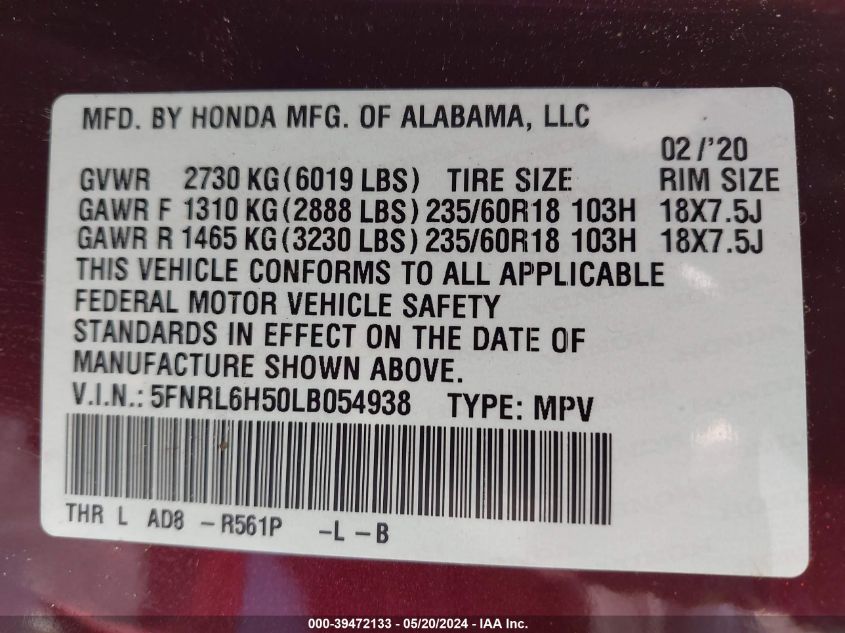 MFD. BY HONDA MFG. OF ALABAMA, LLC
02/'20
GVWR 2730 KG (6019 LBS) TIRE SIZE RIM SIZE
GAWR F 1310 KG (2888 LBS) 235/60R18 103H 18X7.5J
GAWR R 1465 KG (3230 LBS) 235/60R18 103H 18X7.5J
THIS VEHICLE CONFORMS TO ALL APPLICABLE
FEDERAL MOTOR VEHICLE SAFETY
STANDARDS IN EFFECT ON THE DATE OF
MANUFACTURE SHOWN ABOVE.
V.I.N.: 5FNRL6H50LB054938 TYPE: MPV
THR L AD8 - R561P - L - B
000-39472133 - 05/20/2024 - IAA Inc.